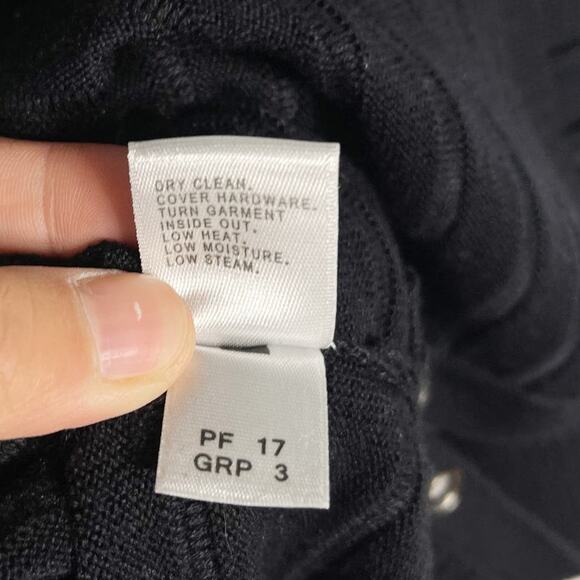 DRY CLEAN.
COVER HARDWARE.
TURN GARMENT
INSIDE OUT.
LOW HEAT.
LOW MOISTURE.
LOW STEAM.
PF 17
GRP 3